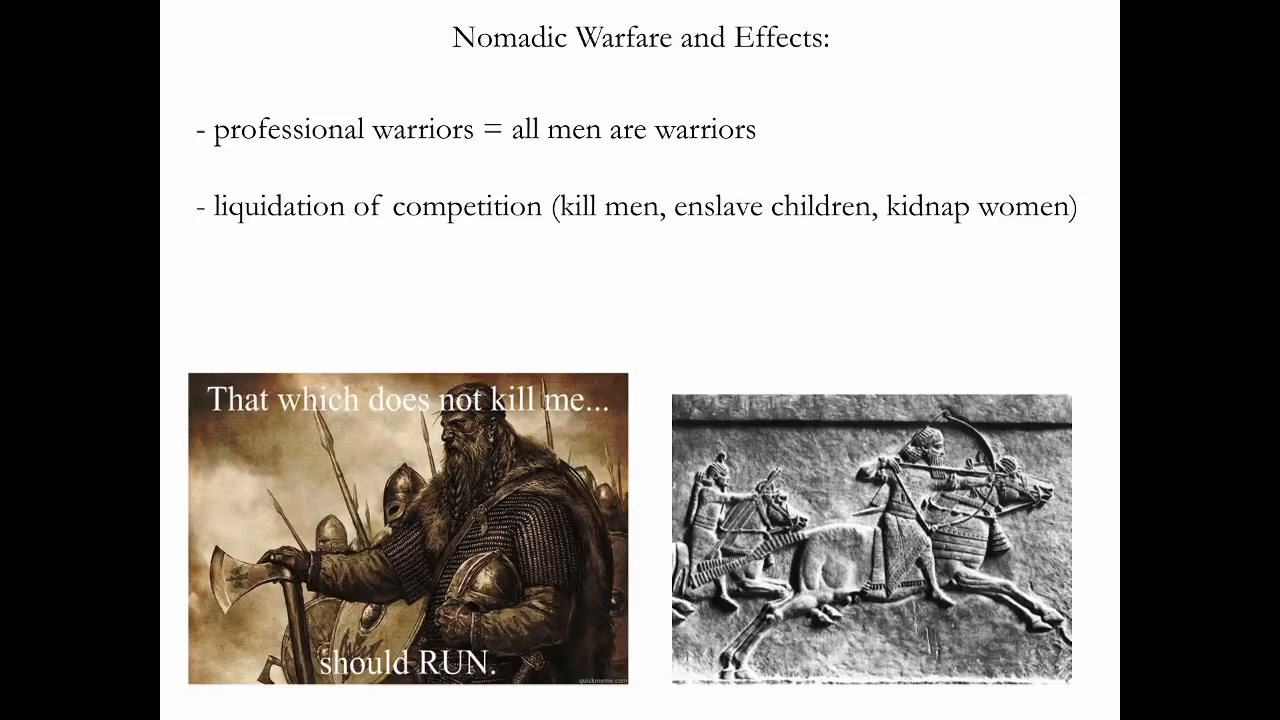 Nomadic Warfare and Effects:
- professional warriors = all men are warriors
- liquidation of competition (kill men, enslave children, kidnap women)
That which does not kill me...
should RUN.
quickmeme.com